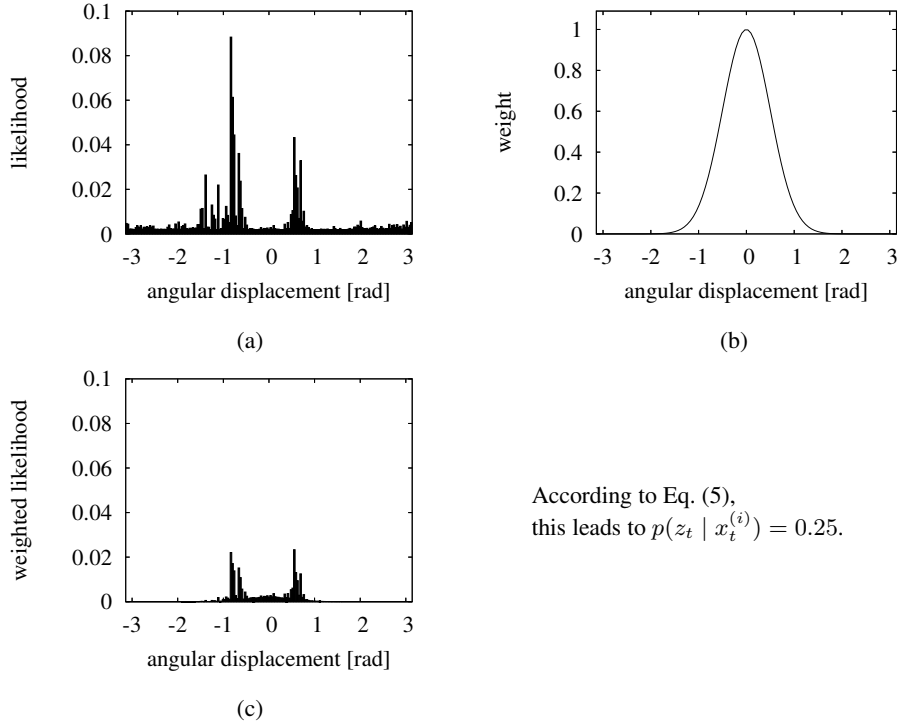 0.1
0.08
0.06
0.04
0.02
0
likelihood
-3 -2 -1 0 1 2 3
angular displacement [rad]
(a)
1
0.8
0.6
0.4
0.2
0
weight
-3 -2 -1 0 1 2 3
angular displacement [rad]
(b)
0.1
0.08
0.06
0.04
0.02
0
weighted likelihood
-3 -2 -1 0 1 2 3
angular displacement [rad]
(c)
According to Eq. (5),
this leads to p(z_t | x_t^{(i)}) = 0.25.